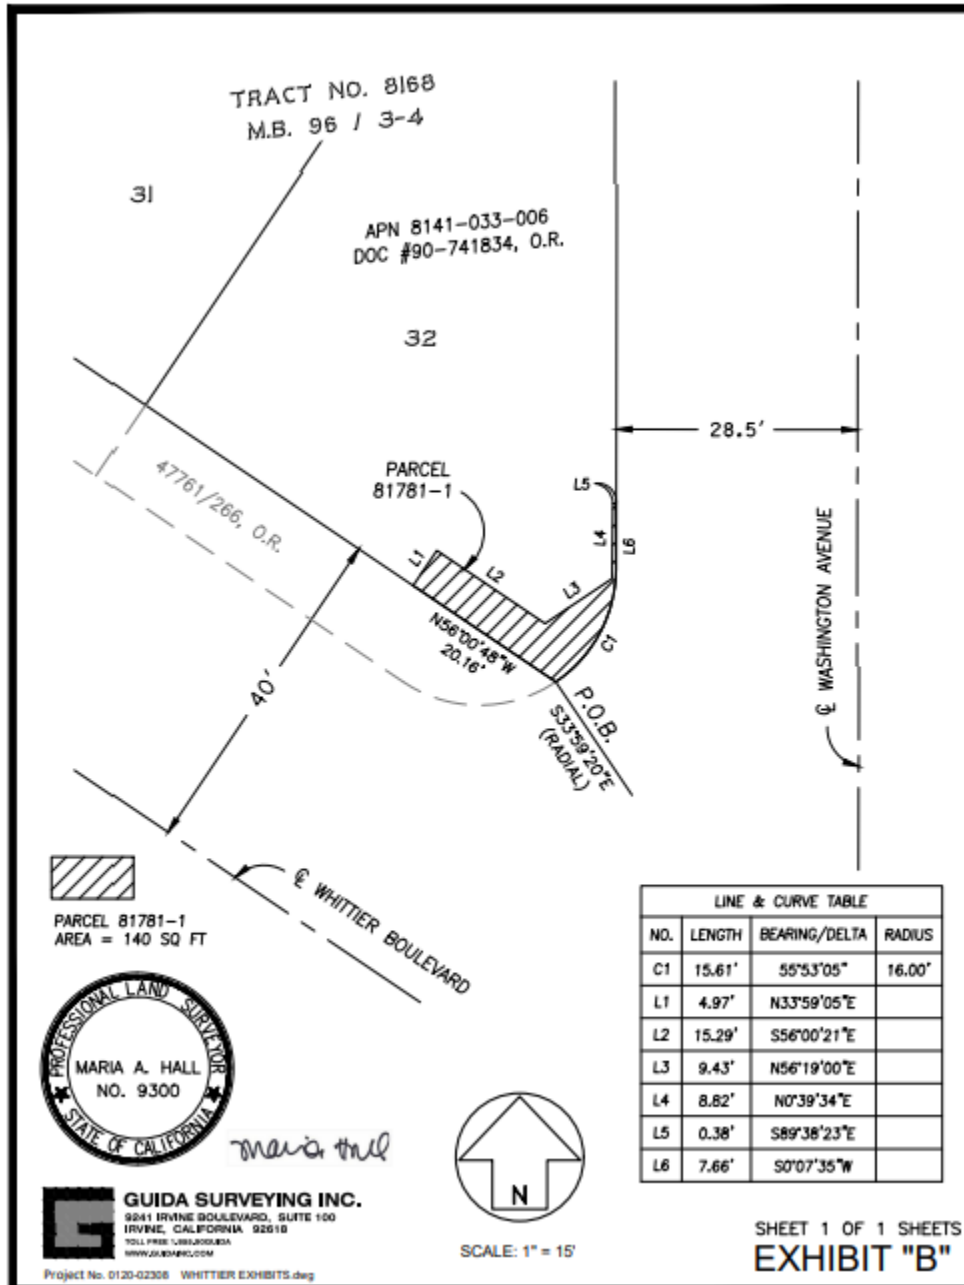 TRACT NO. 8168
M.B. 96 / 3-4
31
APN 8141-033-006
DOC #90-741834, O.R.
32
28.5'
PARCEL
81781-1
47761/266, O.R.
L5
L4
L6
L1
L2
L3
C1
N56°00'48"W
20.16'
40'
P.O.B.
S33°59'20"E
(RADIAL)
℄ WASHINGTON AVENUE
℄ WHITTIER BOULEVARD
PARCEL 81781-1
AREA = 140 SQ FT
LINE & CURVE TABLE
NO. LENGTH BEARING/DELTA RADIUS
C1 15.61' 55°53'05" 16.00'
L1 4.97' N33°59'05"E
L2 15.29' S56°00'21"E
L3 9.43' N56°19'00"E
L4 8.82' N0°39'34"E
L5 0.38' S89°38'23"E
L6 7.66' S0°07'35"W
PROFESSIONAL LAND SURVEYOR
MARIA A. HALL
NO. 9300
STATE OF CALIFORNIA
Maria Hall
GUIDA SURVEYING INC.
9241 IRVINE BOULEVARD, SUITE 100
IRVINE, CALIFORNIA 92618
TOLL FREE
WWW.GUIDAINC.COM
Project No. 0120-02308 WHITTIER EXHIBITS.dwg
N
SCALE: 1" = 15'
SHEET 1 OF 1 SHEETS
EXHIBIT "B"